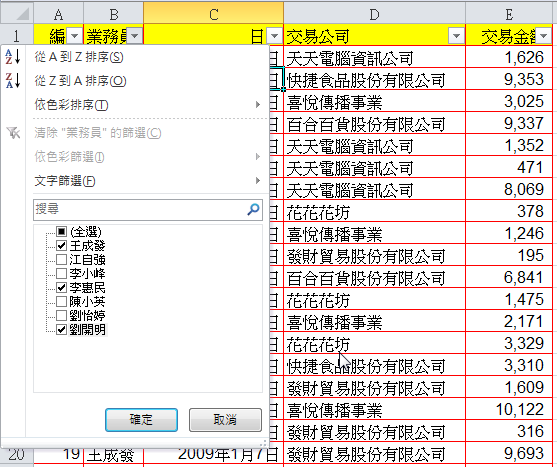 A B C D E
1 編 業務員 日 交易公司 交易金額
從 A 到 Z 排序(S)
從 Z 到 A 排序(O)
依色彩排序(T)
清除 "業務員" 的篩選(C)
依色彩篩選(I)
文字篩選(F)
搜尋
(全選)
王成發
江自強
李小峰
李惠民
陳小英
劉怡婷
劉開明
確定 取消
日 天天電腦資訊公司 1,626
日 快捷食品股份有限公司 9,353
日 喜悅傳播事業 3,025
日 百合百貨股份有限公司 9,337
日 天天電腦資訊公司 1,352
日 天天電腦資訊公司 471
日 天天電腦資訊公司 8,069
日 花花花坊 378
日 喜悅傳播事業 1,246
日 發財貿易股份有限公司 195
日 百合百貨股份有限公司 6,841
日 花花花坊 1,475
日 喜悅傳播事業 2,171
日 花花花坊 3,329
日 快捷食品股份有限公司 3,310
日 發財貿易股份有限公司 1,609
日 喜悅傳播事業 10,122
日 發財貿易股份有限公司 316
20 19 王成發 2009年1月7日 發財貿易股份有限公司 9,693